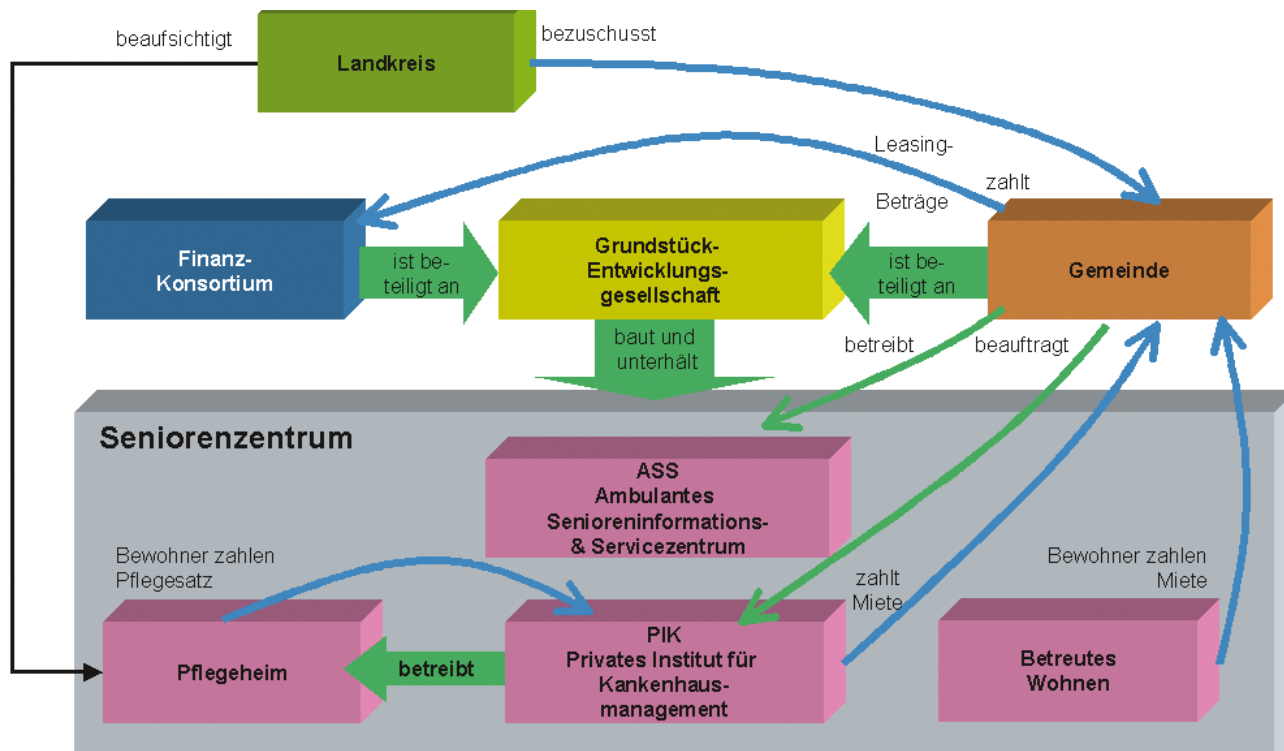 beaufsichtigt
Landkreis
bezuschusst
Leasing-
zahlt
Beträge
Finanz-
Konsortium
ist be-
teiligt an
Grundstück-
Entwicklungs-
gesellschaft
ist be-
teiligt an
Gemeinde
baut und
unterhält
betreibt
beauftragt
Seniorenzentrum
ASS
Ambulantes
Senioreninformations-
& Servicezentrum
Bewohner zahlen
Pflegesatz
zahlt
Miete
Bewohner zahlen
Miete
Pflegeheim
betreibt
PIK
Privates Institut für
Kankenhaus-
management
Betreutes
Wohnen